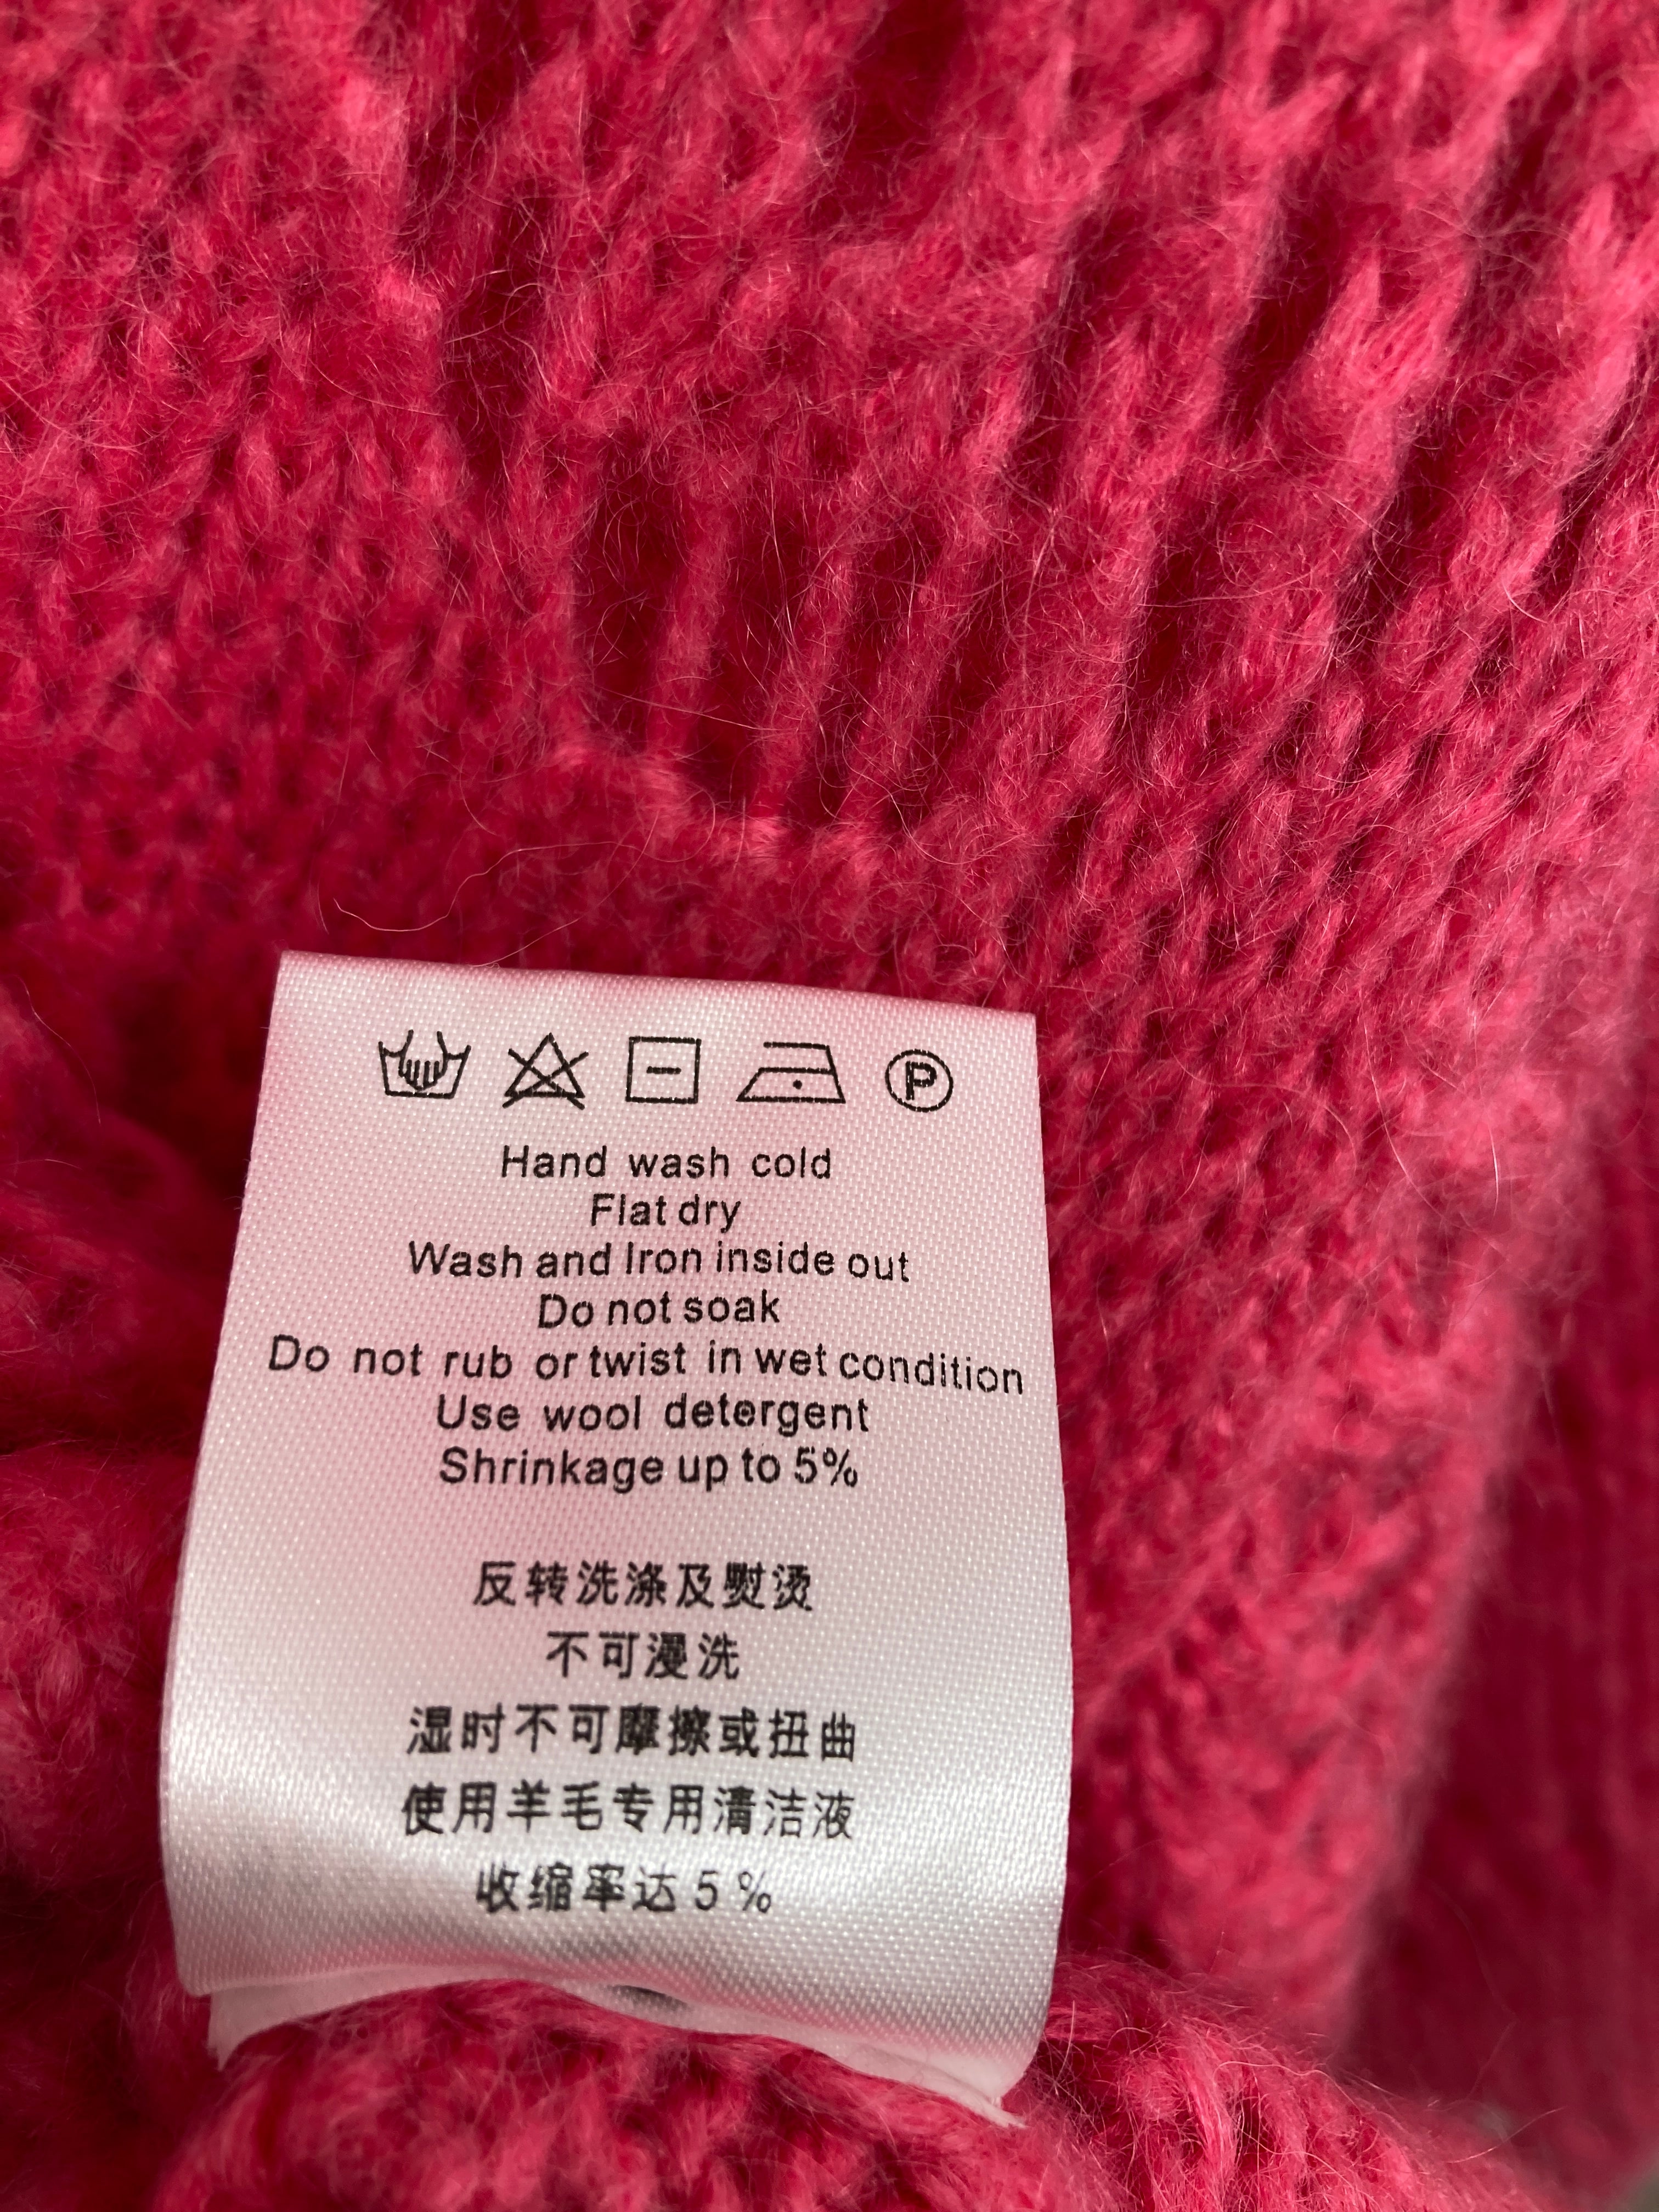 P
Hand wash cold
Flat dry
Wash and Iron inside out
Do not soak
Do not rub or twist in wet condition
Use wool detergent
Shrinkage up to 5%
反转洗涤及熨烫
不可漫洗
湿时不可摩擦或扭曲
使用羊毛专用清洁液
收缩率达5%